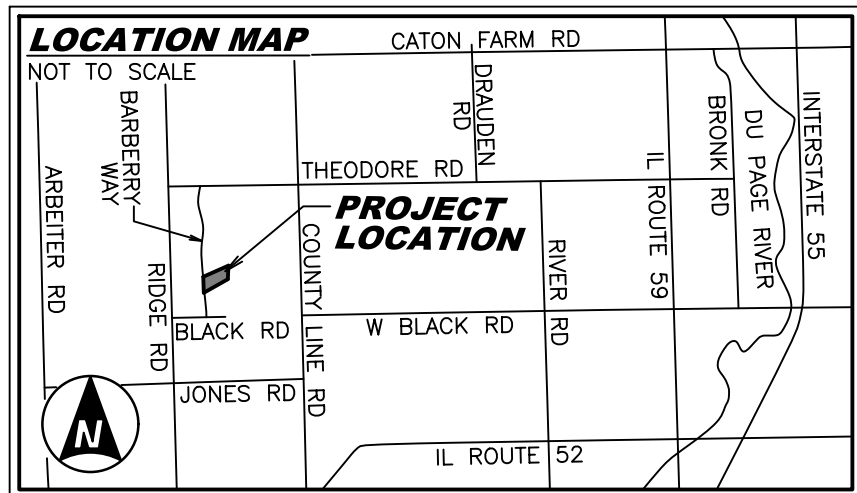 LOCATION MAP
NOT TO SCALE
CATON FARM RD
DRAUDEN
RD
BARBERRY
WAY
ARBEITER RD
THEODORE RD
IL ROUTE 59
BRONK RD
DU PAGE RIVER
INTERSTATE 55
PROJECT
LOCATION
RIDGE RD
COUNTY LINE RD
RIVER RD
BLACK RD
W BLACK RD
JONES RD
N
IL ROUTE 52